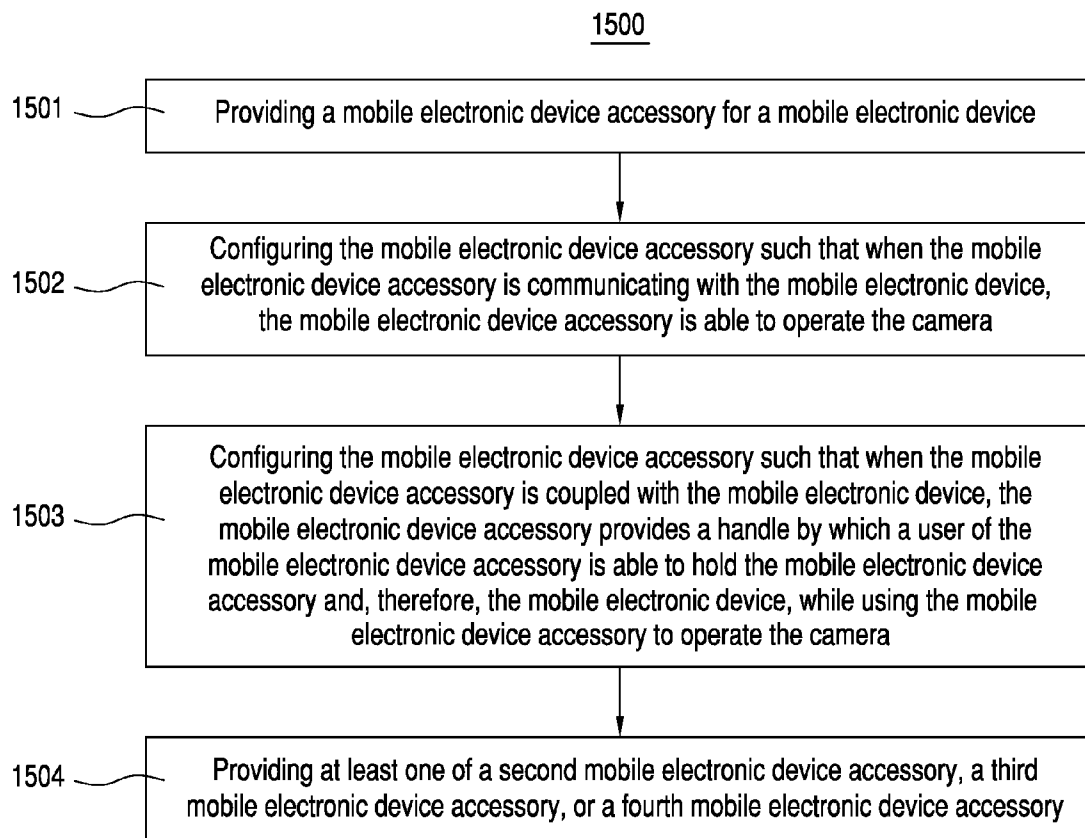 1500
1501
Providing a mobile electronic device accessory for a mobile electronic device
1502
Configuring the mobile electronic device accessory such that when the mobile
electronic device accessory is communicating with the mobile electronic device,
the mobile electronic device accessory is able to operate the camera
1503
Configuring the mobile electronic device accessory such that when the mobile
electronic device accessory is coupled with the mobile electronic device, the
mobile electronic device accessory provides a handle by which a user of the
mobile electronic device accessory is able to hold the mobile electronic device
accessory and, therefore, the mobile electronic device, while using the mobile
electronic device accessory to operate the camera
1504
Providing at least one of a second mobile electronic device accessory, a third
mobile electronic device accessory, or a fourth mobile electronic device accessory